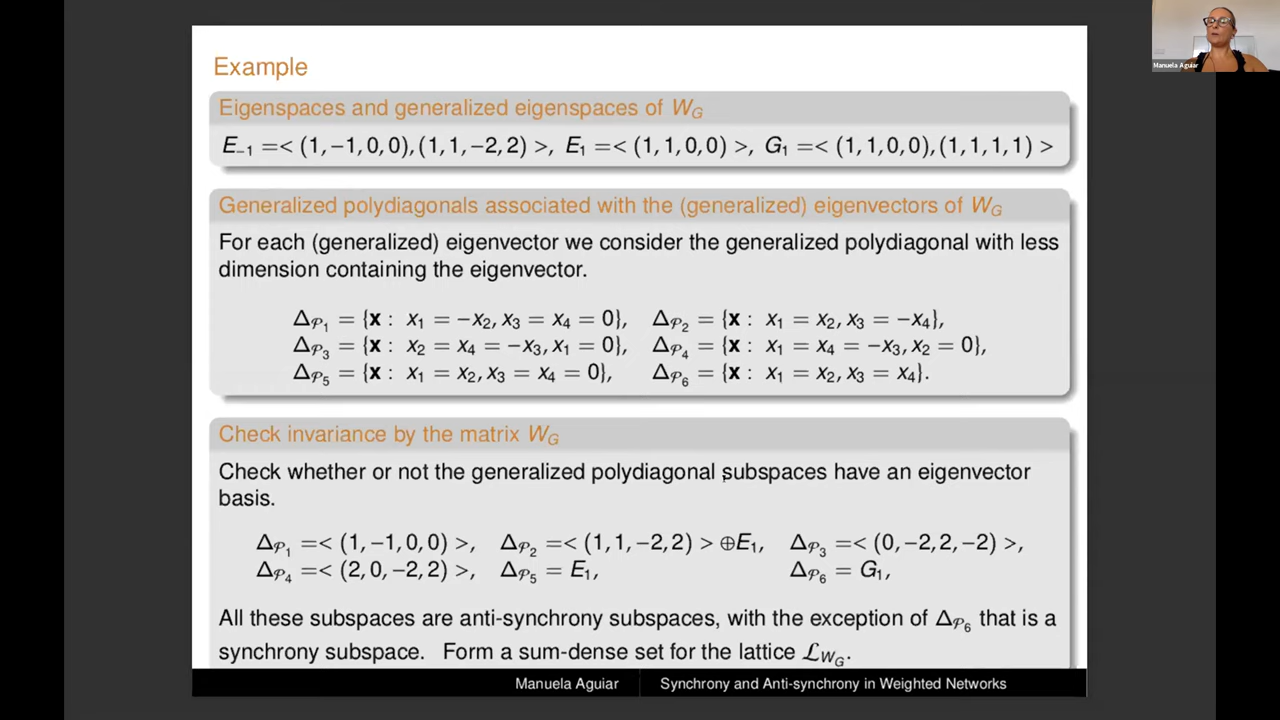 Manuela Aguiar
Example
Eigenspaces and generalized eigenspaces of W_G
E_{-1} =< (1, −1, 0, 0), (1, 1, −2, 2) >, E_1 =< (1, 1, 0, 0) >, G_1 =< (1, 1, 0, 0), (1, 1, 1, 1) >
Generalized polydiagonals associated with the (generalized) eigenvectors of W_G
For each (generalized) eigenvector we consider the generalized polydiagonal with less
dimension containing the eigenvector.
Δ_{P_1} = {x : x_1 = −x_2, x_3 = x_4 = 0}, Δ_{P_2} = {x : x_1 = x_2, x_3 = −x_4},
Δ_{P_3} = {x : x_2 = x_4 = −x_3, x_1 = 0}, Δ_{P_4} = {x : x_1 = x_4 = −x_3, x_2 = 0},
Δ_{P_5} = {x : x_1 = x_2, x_3 = x_4 = 0}, Δ_{P_6} = {x : x_1 = x_2, x_3 = x_4}.
Check invariance by the matrix W_G
Check whether or not the generalized polydiagonal subspaces have an eigenvector
basis.
Δ_{P_1} =< (1, −1, 0, 0) >, Δ_{P_2} =< (1, 1, −2, 2) > ⊕E_1, Δ_{P_3} =< (0, −2, 2, −2) >,
Δ_{P_4} =< (2, 0, −2, 2) >, Δ_{P_5} = E_1, Δ_{P_6} = G_1,
All these subspaces are anti-synchrony subspaces, with the exception of Δ_{P_6} that is a
synchrony subspace. Form a sum-dense set for the lattice L_{W_G}.
Manuela Aguiar Synchrony and Anti-synchrony in Weighted Networks